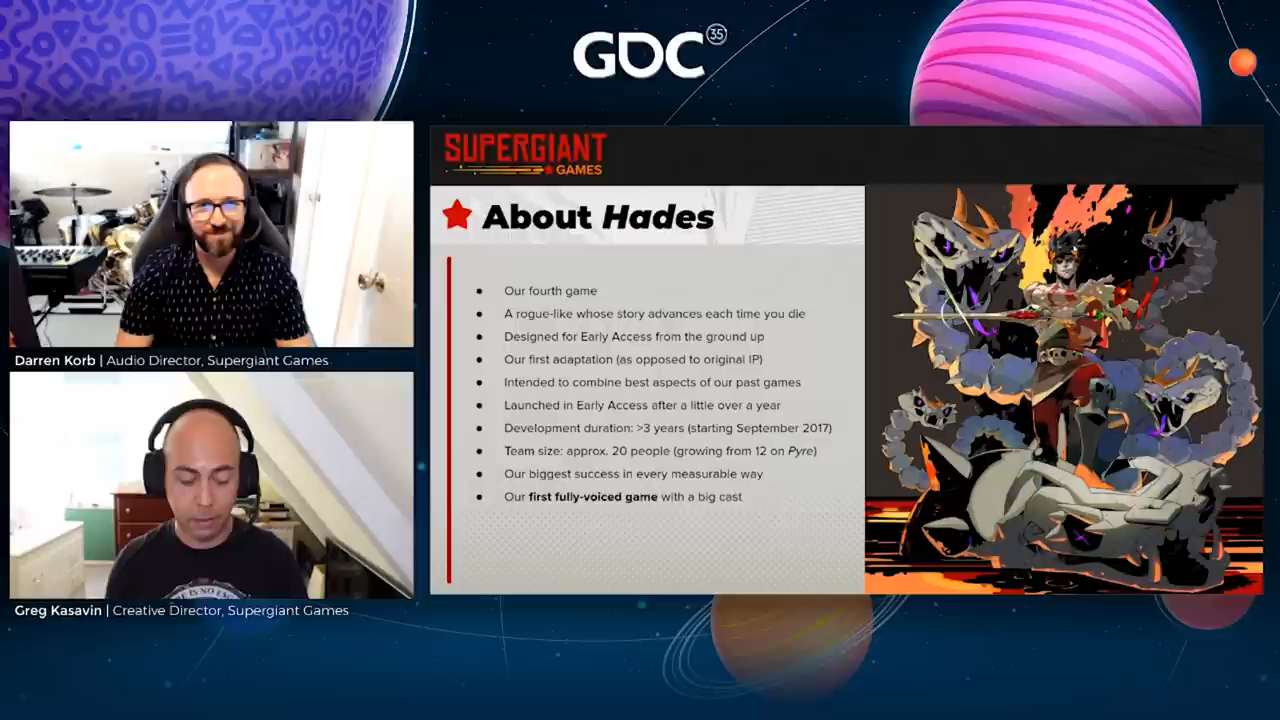 GDC 35
SUPERGIANT
GAMES
About Hades
Our fourth game
A rogue-like whose story advances each time you die
Designed for Early Access from the ground up
Our first adaptation (as opposed to original IP)
Intended to combine best aspects of our past games
Launched in Early Access after a little over a year
Development duration: >3 years (starting September 2017)
Team size: approx. 20 people (growing from 12 on Pyre)
Our biggest success in every measurable way
Our first fully-voiced game with a big cast
Darren Korb | Audio Director, Supergiant Games
Greg Kasavin | Creative Director, Supergiant Games